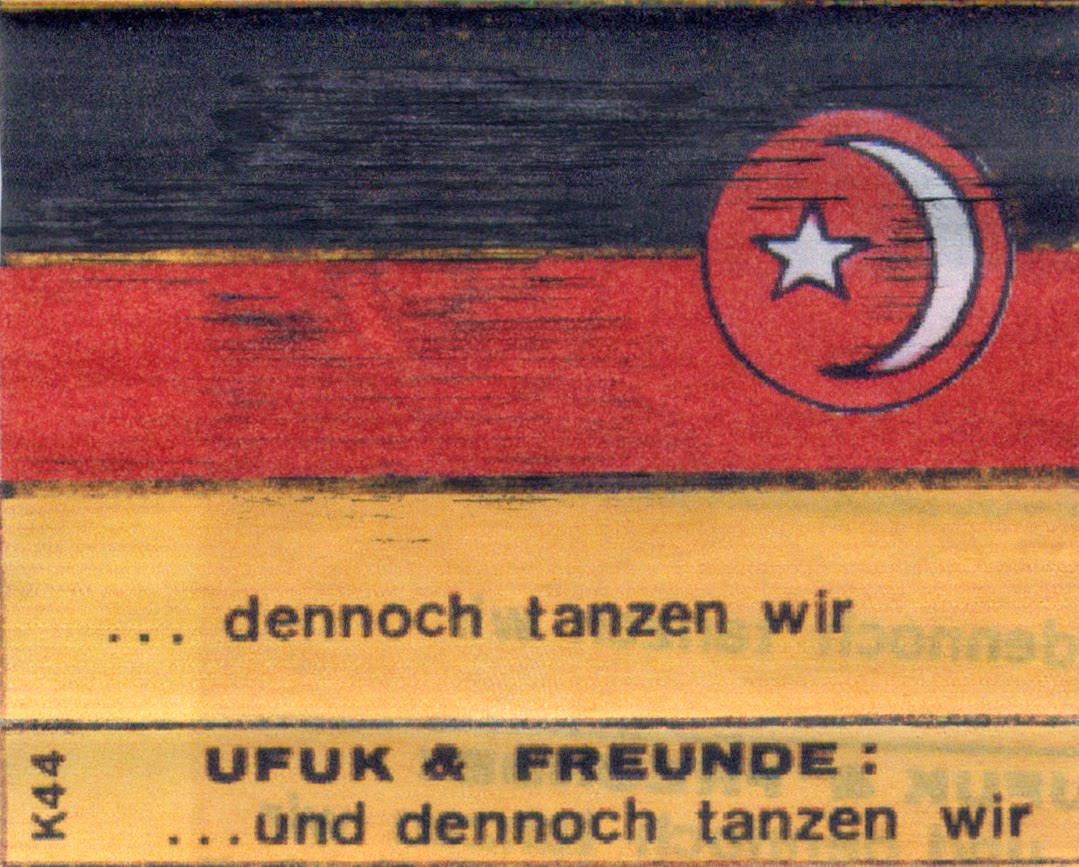 ... dennoch tanzen wir
K44
UFUK & FREUNDE:
...und dennoch tanzen wir